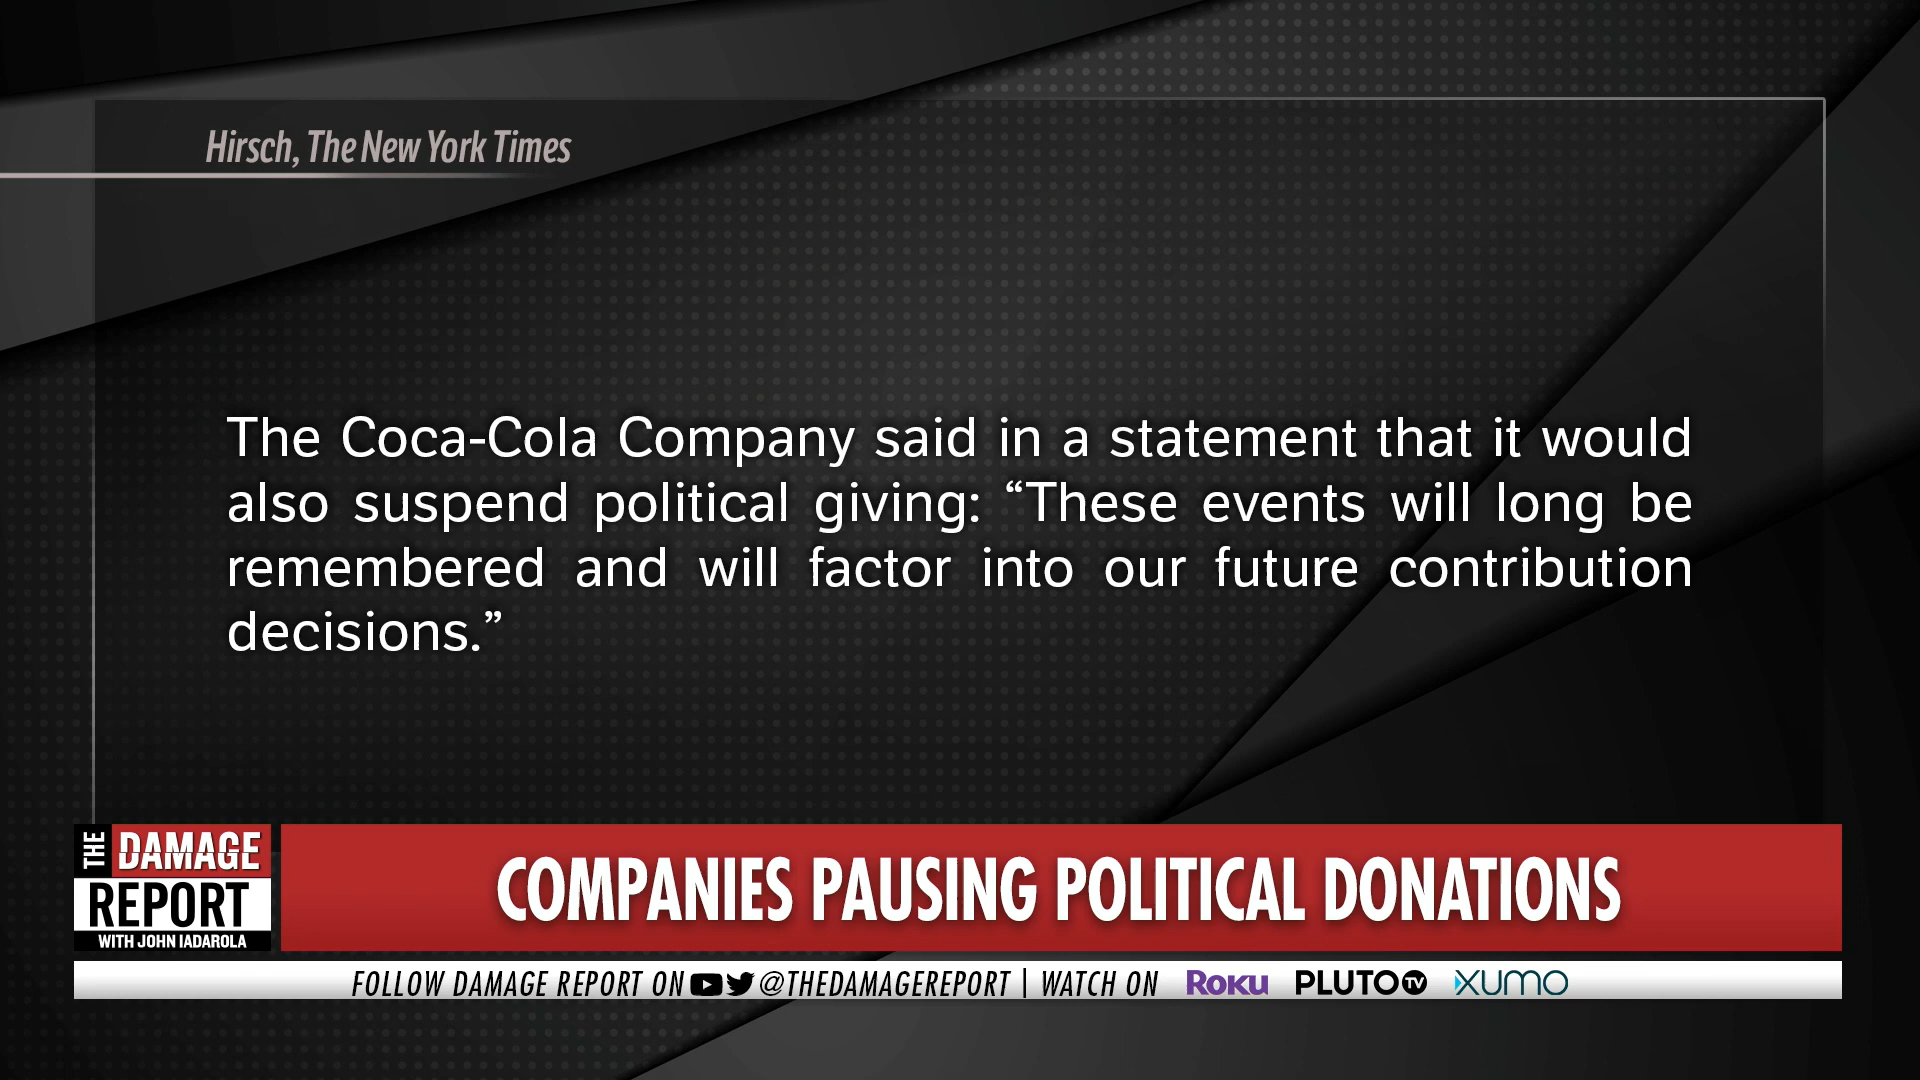 Hirsch, The New York Times
The Coca-Cola Company said in a statement that it would
also suspend political giving: “These events will long be
remembered and will factor into our future contribution
decisions.”
THE
DAMAGE
REPORT
WITH JOHN IADAROLA
COMPANIES PAUSING POLITICAL DONATIONS
FOLLOW DAMAGE REPORT ON @THEDAMAGEREPORT | WATCH ON ROKU PLUTO TV XUMO